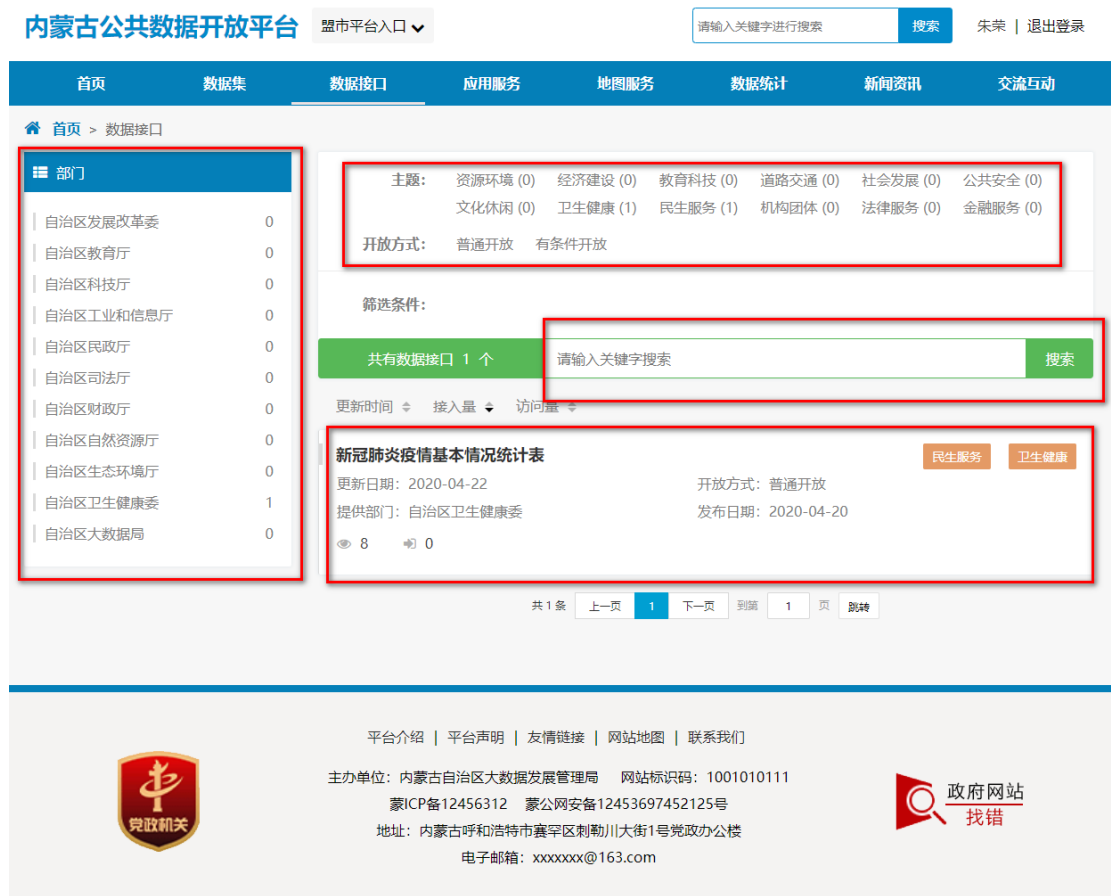 内蒙古公共数据开放平台 盟市平台入口 请输入关键字进行搜索 搜索 朱荣 | 退出登录
首页 数据集 数据接口 应用服务 地图服务 数据统计 新闻资讯 交流互动
首页 > 数据接口
部门
自治区发展改革委 0
自治区教育厅 0
自治区科技厅 0
自治区工业和信息厅 0
自治区民政厅 0
自治区司法厅 0
自治区财政厅 0
自治区自然资源厅 0
自治区生态环境厅 0
自治区卫生健康委 1
自治区大数据局 0
主题: 资源环境 (0) 经济建设 (0) 教育科技 (0) 道路交通 (0) 社会发展 (0) 公共安全 (0)
文化休闲 (0) 卫生健康 (1) 民生服务 (1) 机构团体 (0) 法律服务 (0) 金融服务 (0)
开放方式: 普通开放 有条件开放
筛选条件:
共有数据接口 1 个 请输入关键字搜索 搜索
更新时间 接入量 访问量
新冠肺炎疫情基本情况统计表 民生服务 卫生健康
更新日期: 2020-04-22 开放方式: 普通开放
提供部门: 自治区卫生健康委 发布日期: 2020-04-20
8 0
共1条 上一页 1 下一页 到第 1 页 跳转
平台介绍 | 平台声明 | 友情链接 | 网站地图 | 联系我们
主办单位: 内蒙古自治区大数据发展管理局 网站标识码: 1001010111
蒙ICP备12456312 蒙公网安备12453697452125号
地址: 内蒙古呼和浩特市赛罕区刺勒川大街1号党政办公楼
电子邮箱: xxxxxxx@163.com
党政机关
政府网站
找错